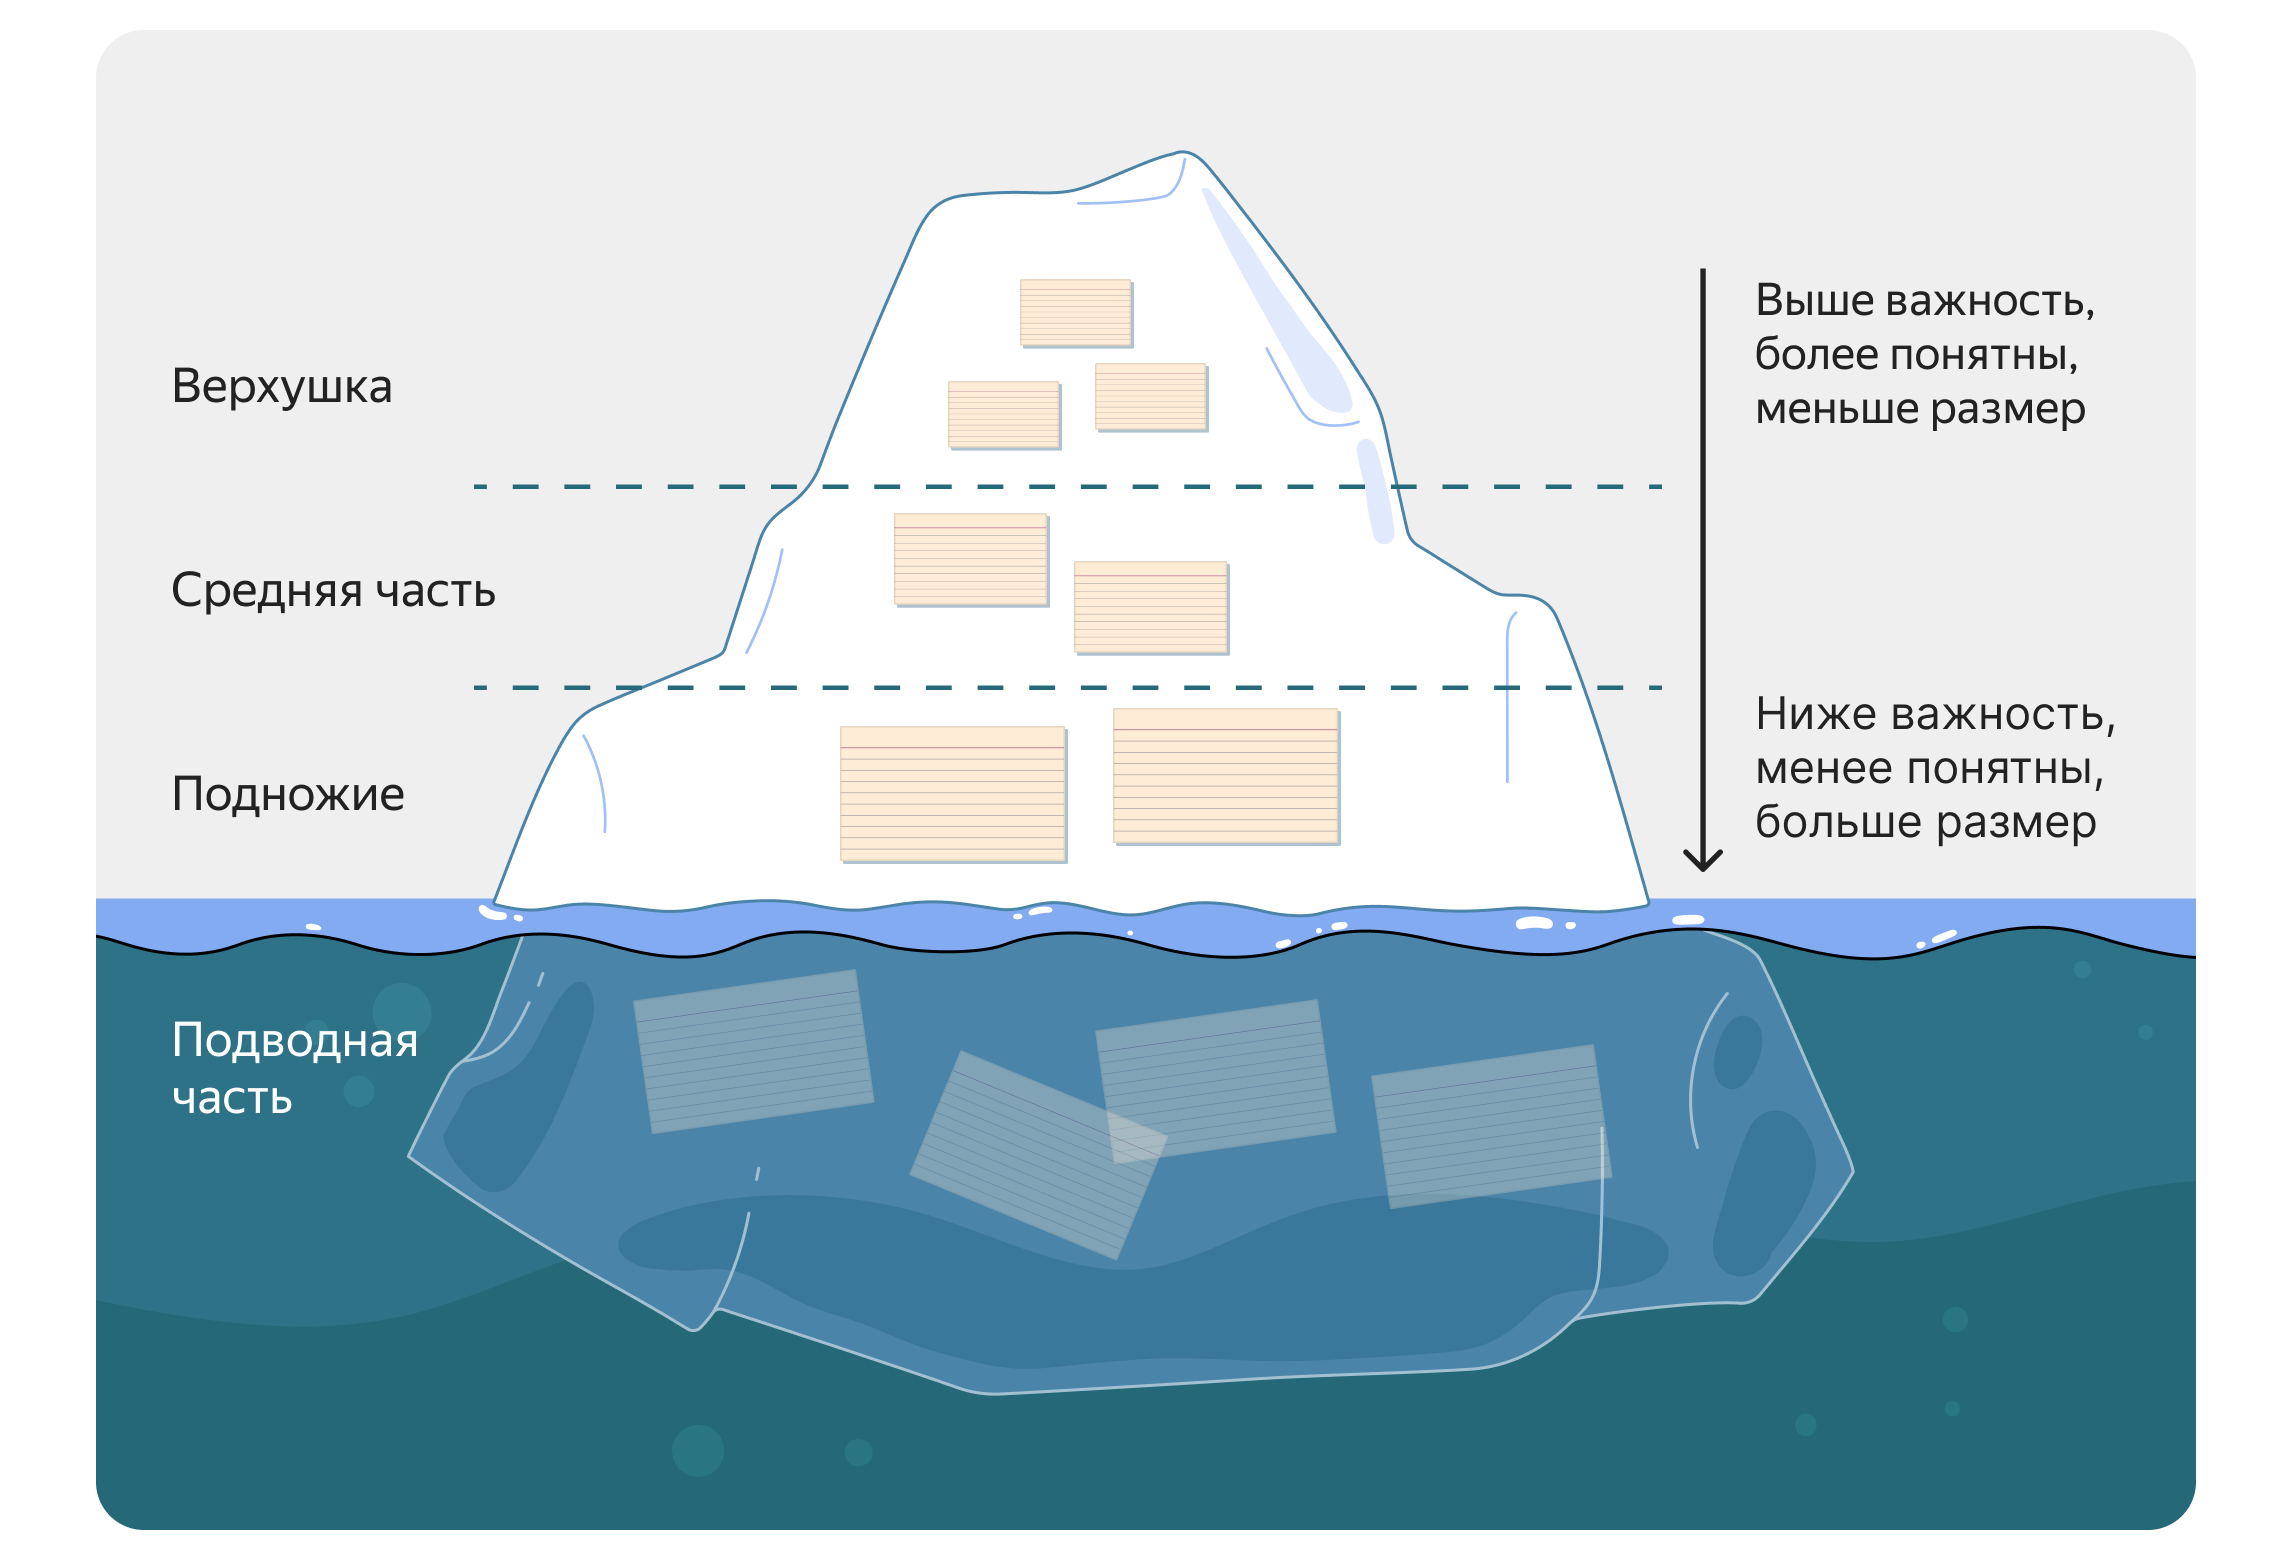 Верхушка
Средняя часть
Подножие
Подводная
часть
Выше важность,
более понятны,
меньше размер
Ниже важность,
менее понятны,
больше размер